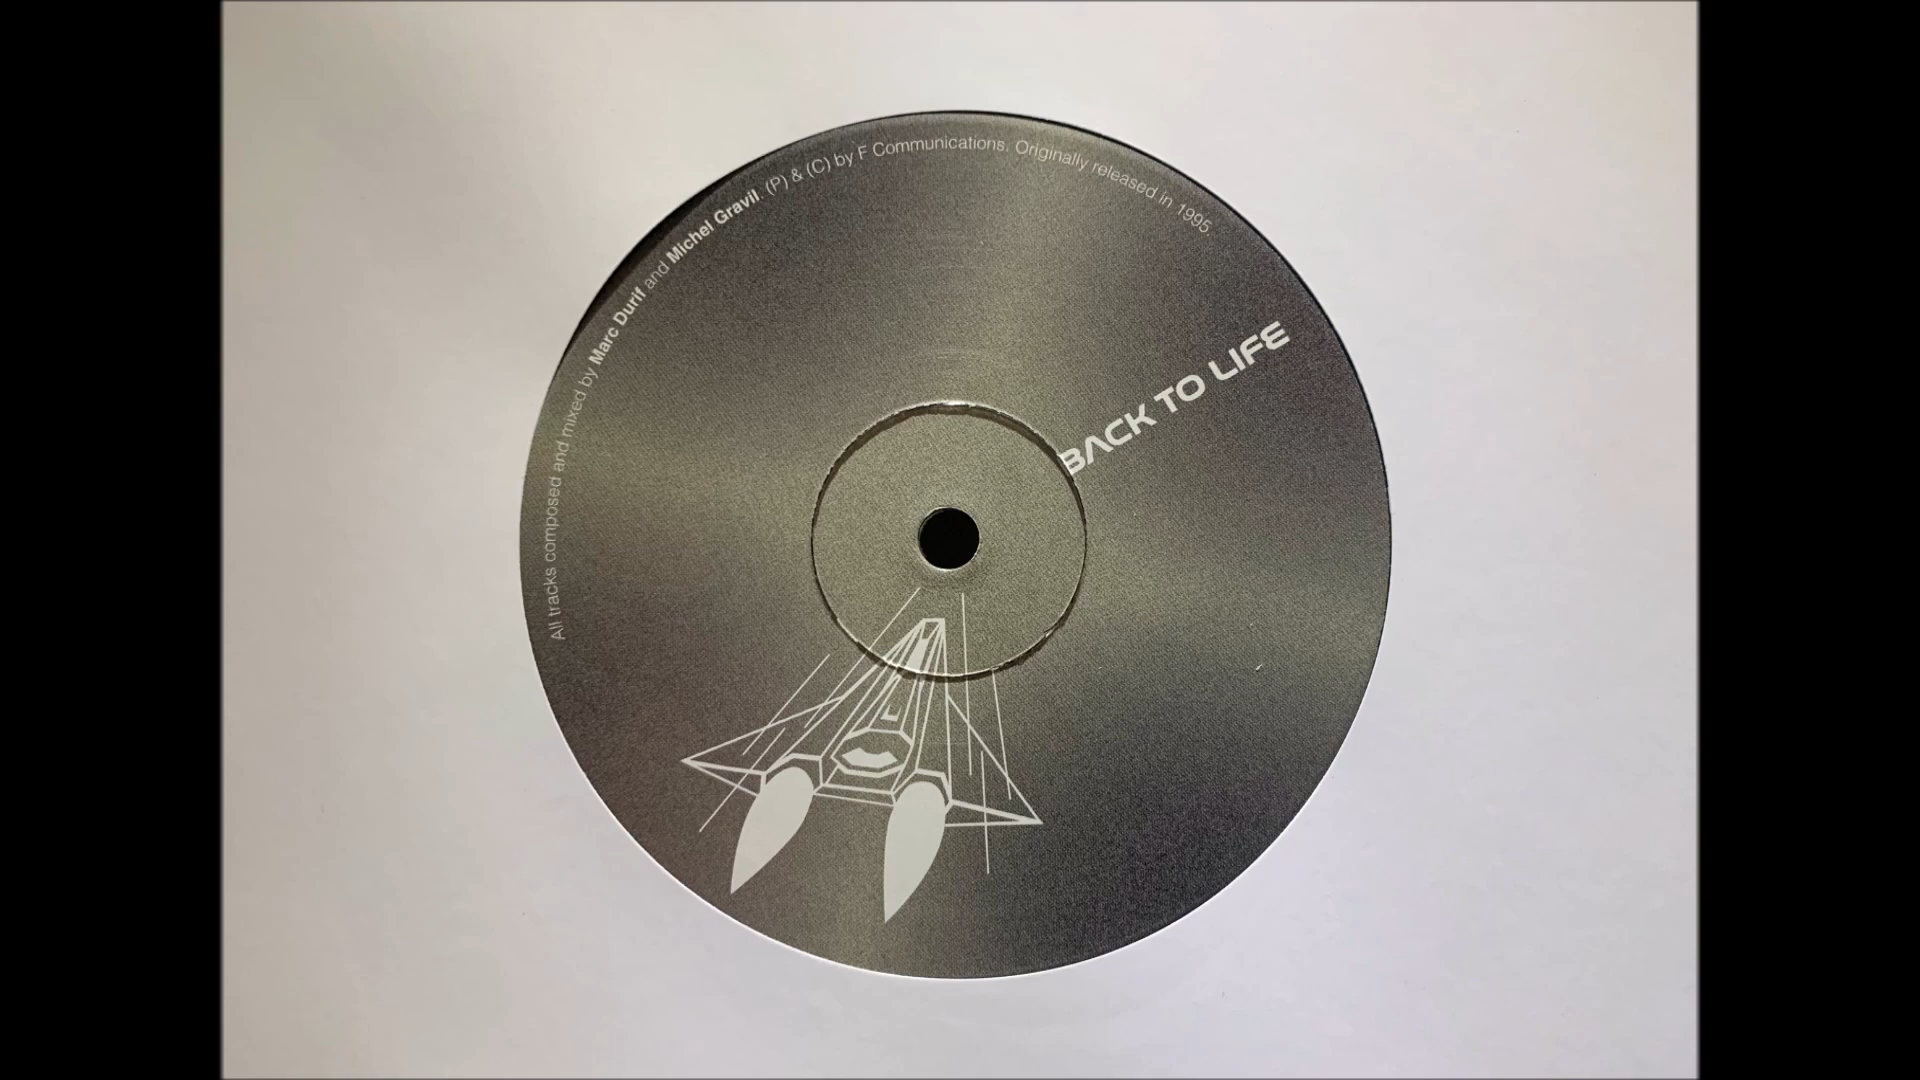 All tracks composed and mixed by Marc Durif and Michel Gravil. (P) & (C) by F Communications. Originally released in 1995.
BACK TO LIFE